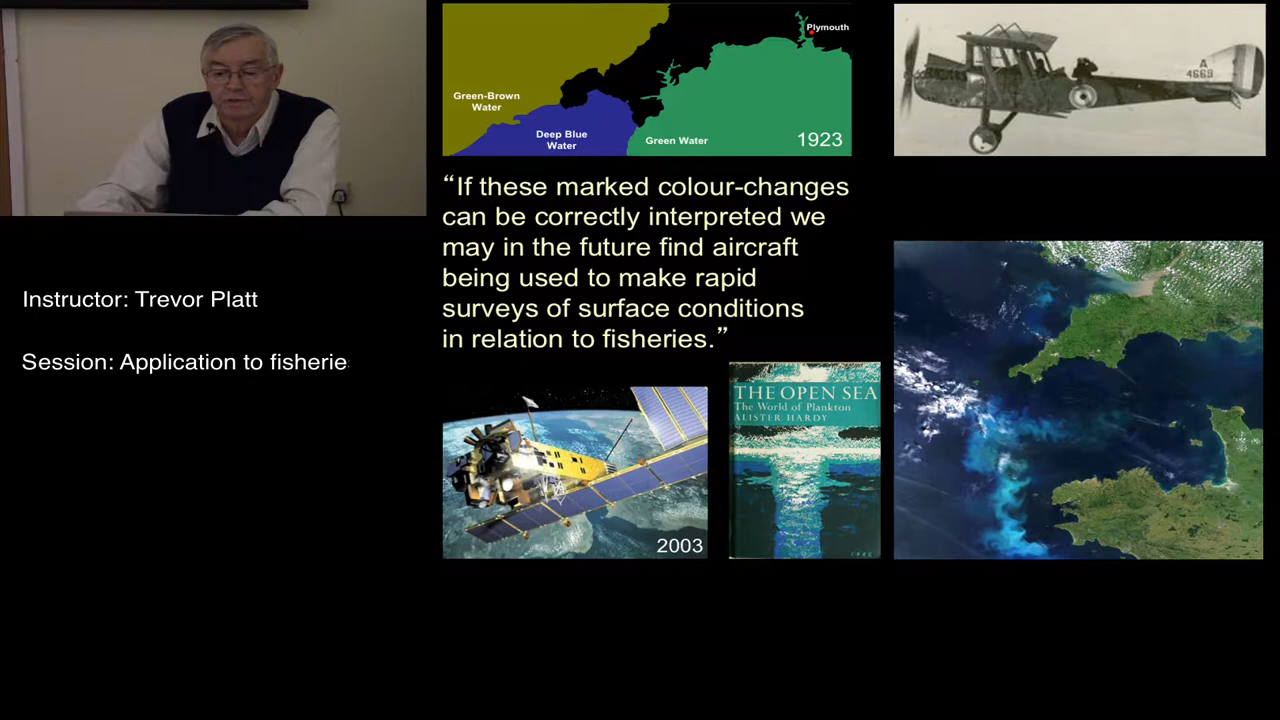 Instructor: Trevor Platt
Session: Application to fisherie
Plymouth
Green-Brown
Water
Deep Blue
Water
Green Water
1923
A
4669
“If these marked colour-changes
can be correctly interpreted we
may in the future find aircraft
being used to make rapid
surveys of surface conditions
in relation to fisheries.”
2003
THE OPEN SEA
The World of Plankton
ALISTER HARDY